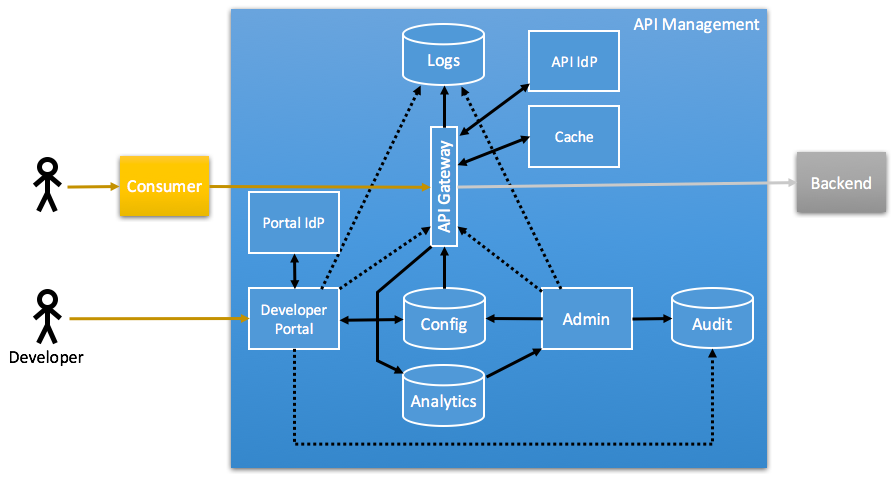 API Management
Logs
API IdP
Cache
API Gateway
Consumer
Backend
Portal IdP
Developer
Portal
Config
Admin
Audit
Developer
Analytics